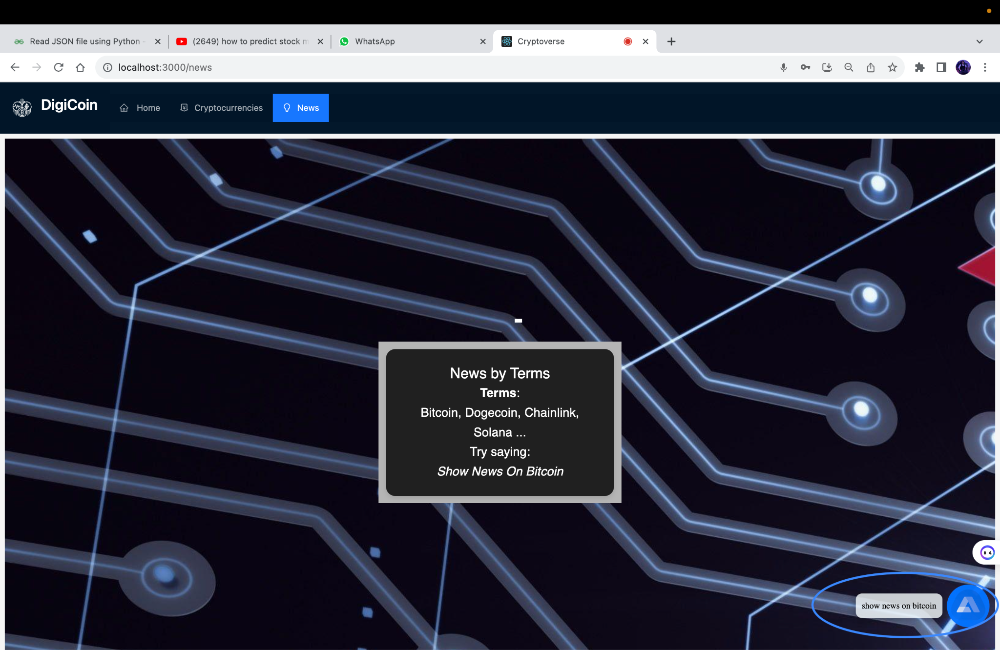 Read JSON file using Python -
(2649) how to predict stock m
WhatsApp
Cryptoverse
localhost:3000/news
DigiCoin
Home
Cryptocurrencies
News
News by Terms
Terms:
Bitcoin, Dogecoin, Chainlink,
Solana ...
Try saying:
Show News On Bitcoin
show news on bitcoin